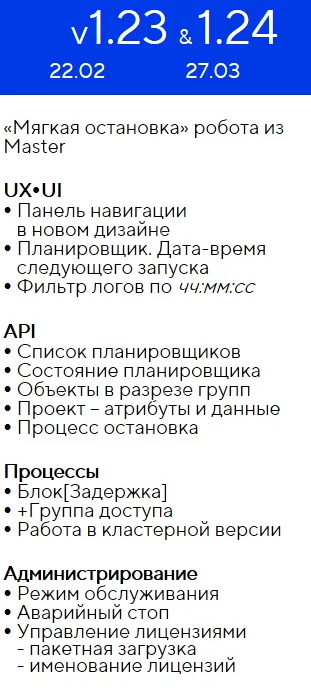 v1.23 & 1.24
22.02 27.03
«Мягкая остановка» робота из
Master
UX•UI
• Панель навигации
в новом дизайне
• Планировщик. Дата-время
следующего запуска
• Фильтр логов по чч:мм:сс
API
• Список планировщиков
• Состояние планировщика
• Объекты в разрезе групп
• Проект – атрибуты и данные
• Процесс остановка
Процессы
• Блок[Задержка]
• +Группа доступа
• Работа в кластерной версии
Администрирование
• Режим обслуживания
• Аварийный стоп
• Управление лицензиями
- пакетная загрузка
- именование лицензий